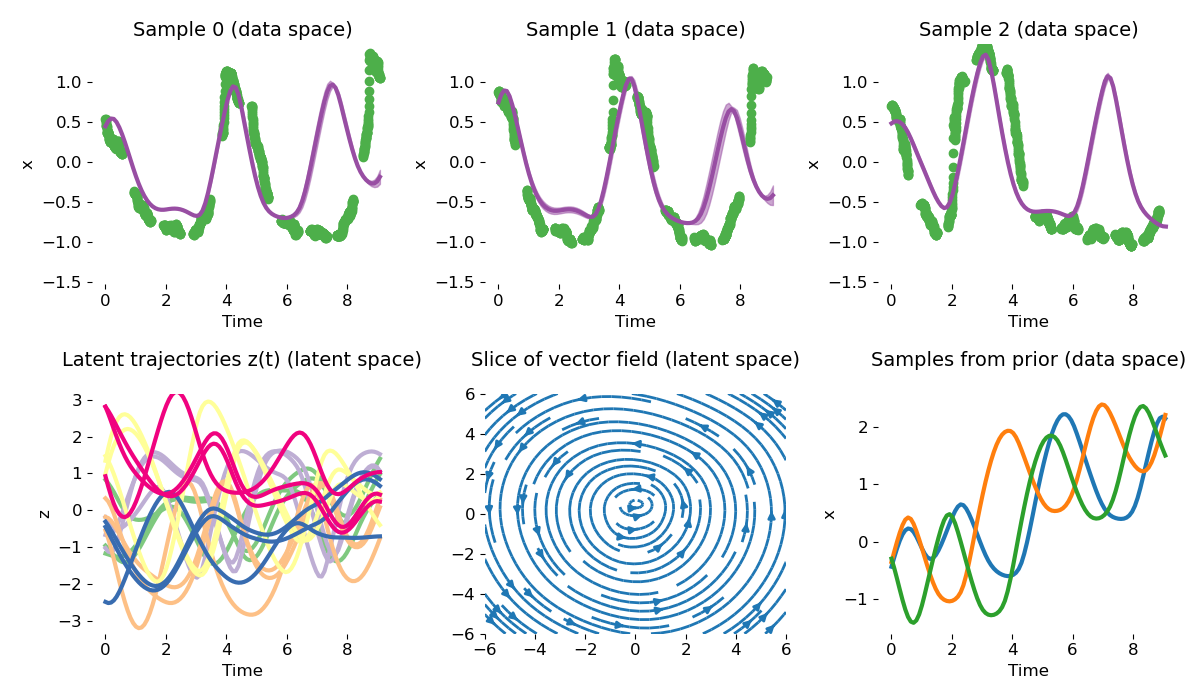 Sample 0 (data space)
Sample 1 (data space)
Sample 2 (data space)
x
1.0
0.5
0.0
−0.5
−1.0
−1.5
0 2 4 6 8
Time
x
1.0
0.5
0.0
−0.5
−1.0
−1.5
0 2 4 6 8
Time
x
1.0
0.5
0.0
−0.5
−1.0
−1.5
0 2 4 6 8
Time
Latent trajectories z(t) (latent space)
Slice of vector field (latent space)
Samples from prior (data space)
z
3
2
1
0
−1
−2
−3
0 2 4 6 8
Time
6
4
2
0
−2
−4
−6
−6 −4 −2 0 2 4 6
x
2
1
0
−1
0 2 4 6 8
Time